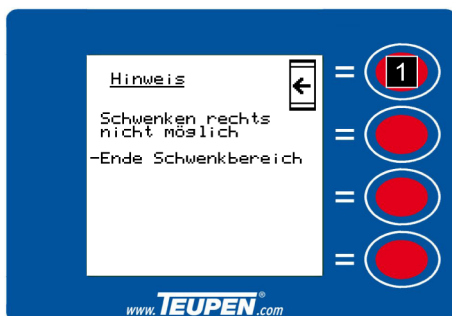 Hinweis
←
= 1
Schwenken rechts
nicht möglich
=
-Ende Schwenkbereich
=
=
www.TEUPEN®.com